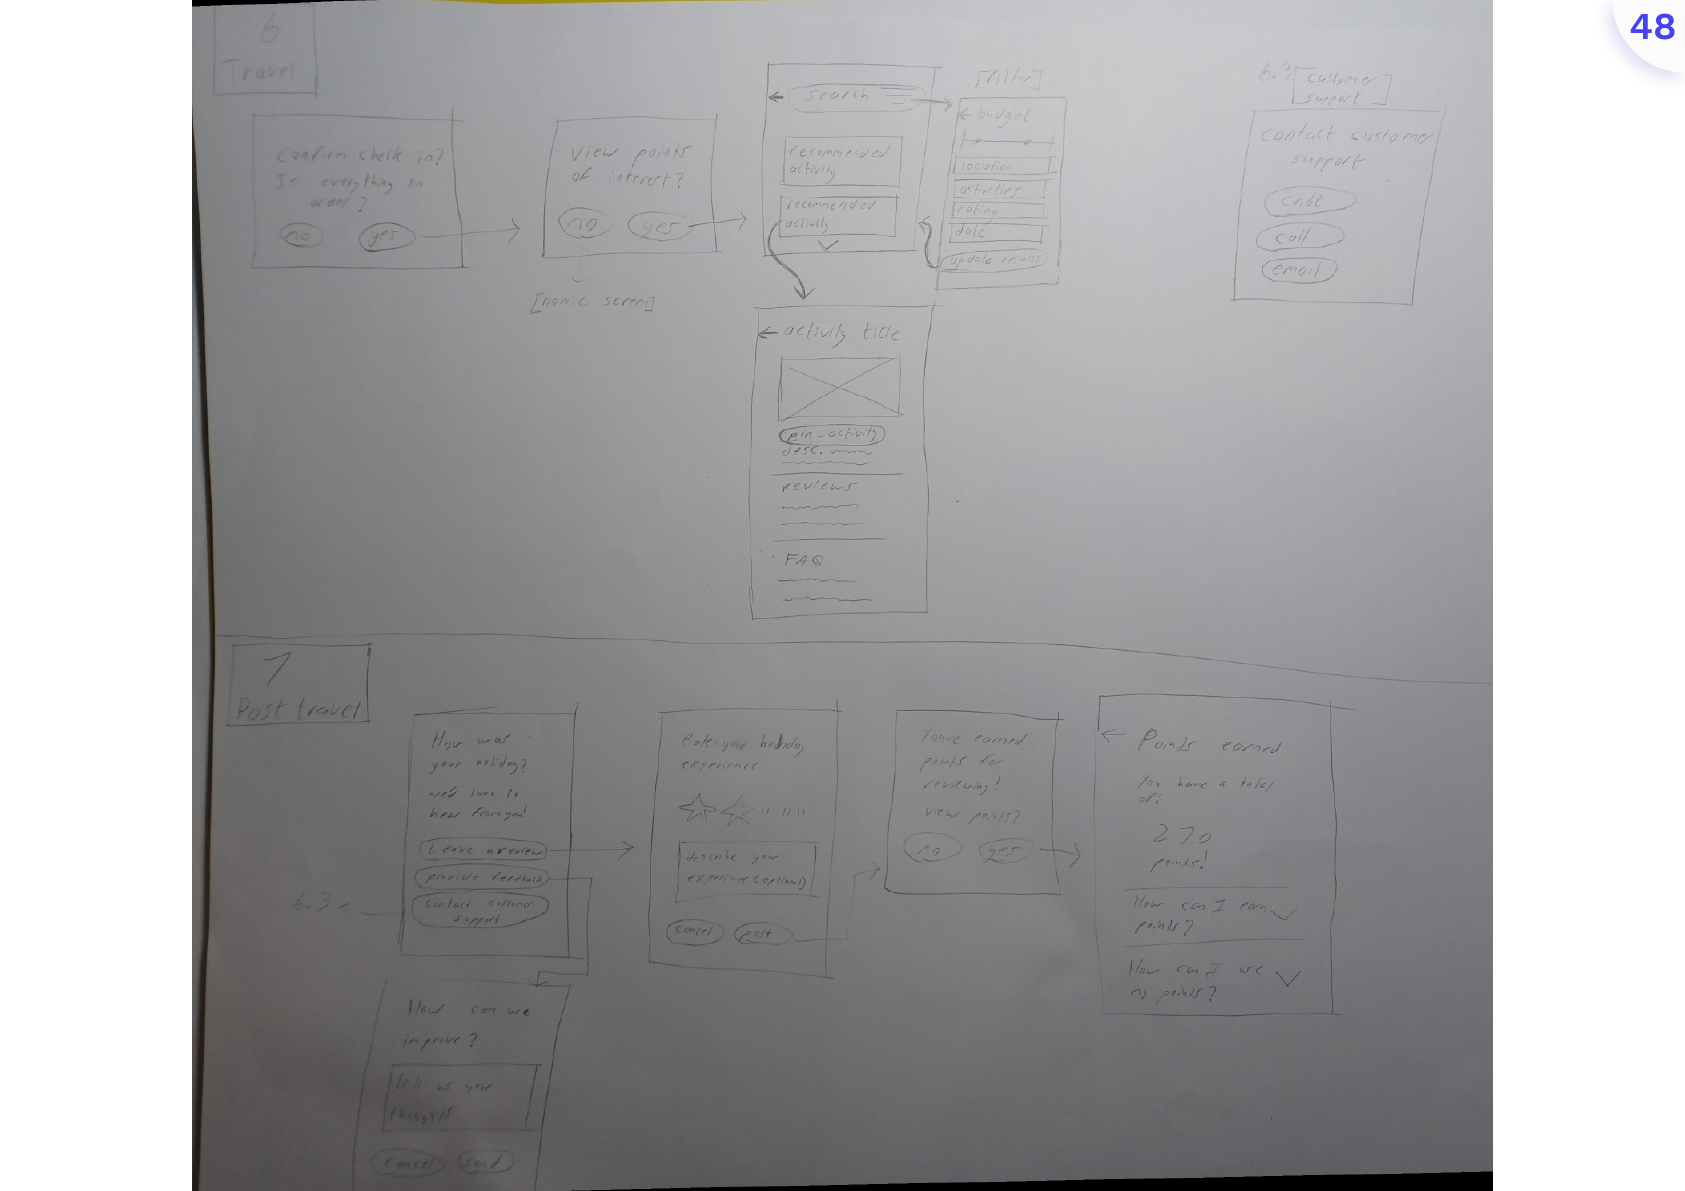 48
6
Travel
Confirm check in?
Is everything in
order?
no
yes
view points
of interest?
no
yes
search
recommended
activity
recommended
activity
[filter]
budget
location
activities
rating
date
update results
6.3
customer
support
contact customer
support
chat
call
email
activity title
pin activity
desc.
reviews
FAQ
7
Post travel
How was
your holiday?
we'd love to
hear from you!
Leave a review
provide feedback
contact customer
support
6.3
Rate your holiday
experience
describe your
experience (optional)
cancel
post
You've earned
points for
reviewing!
view points?
no
yes
Points earned
You have a total
of:
270
points!
How can I earn
points?
How can I use
my points?
How can we
improve?
Tell us your
thoughts
cancel
send